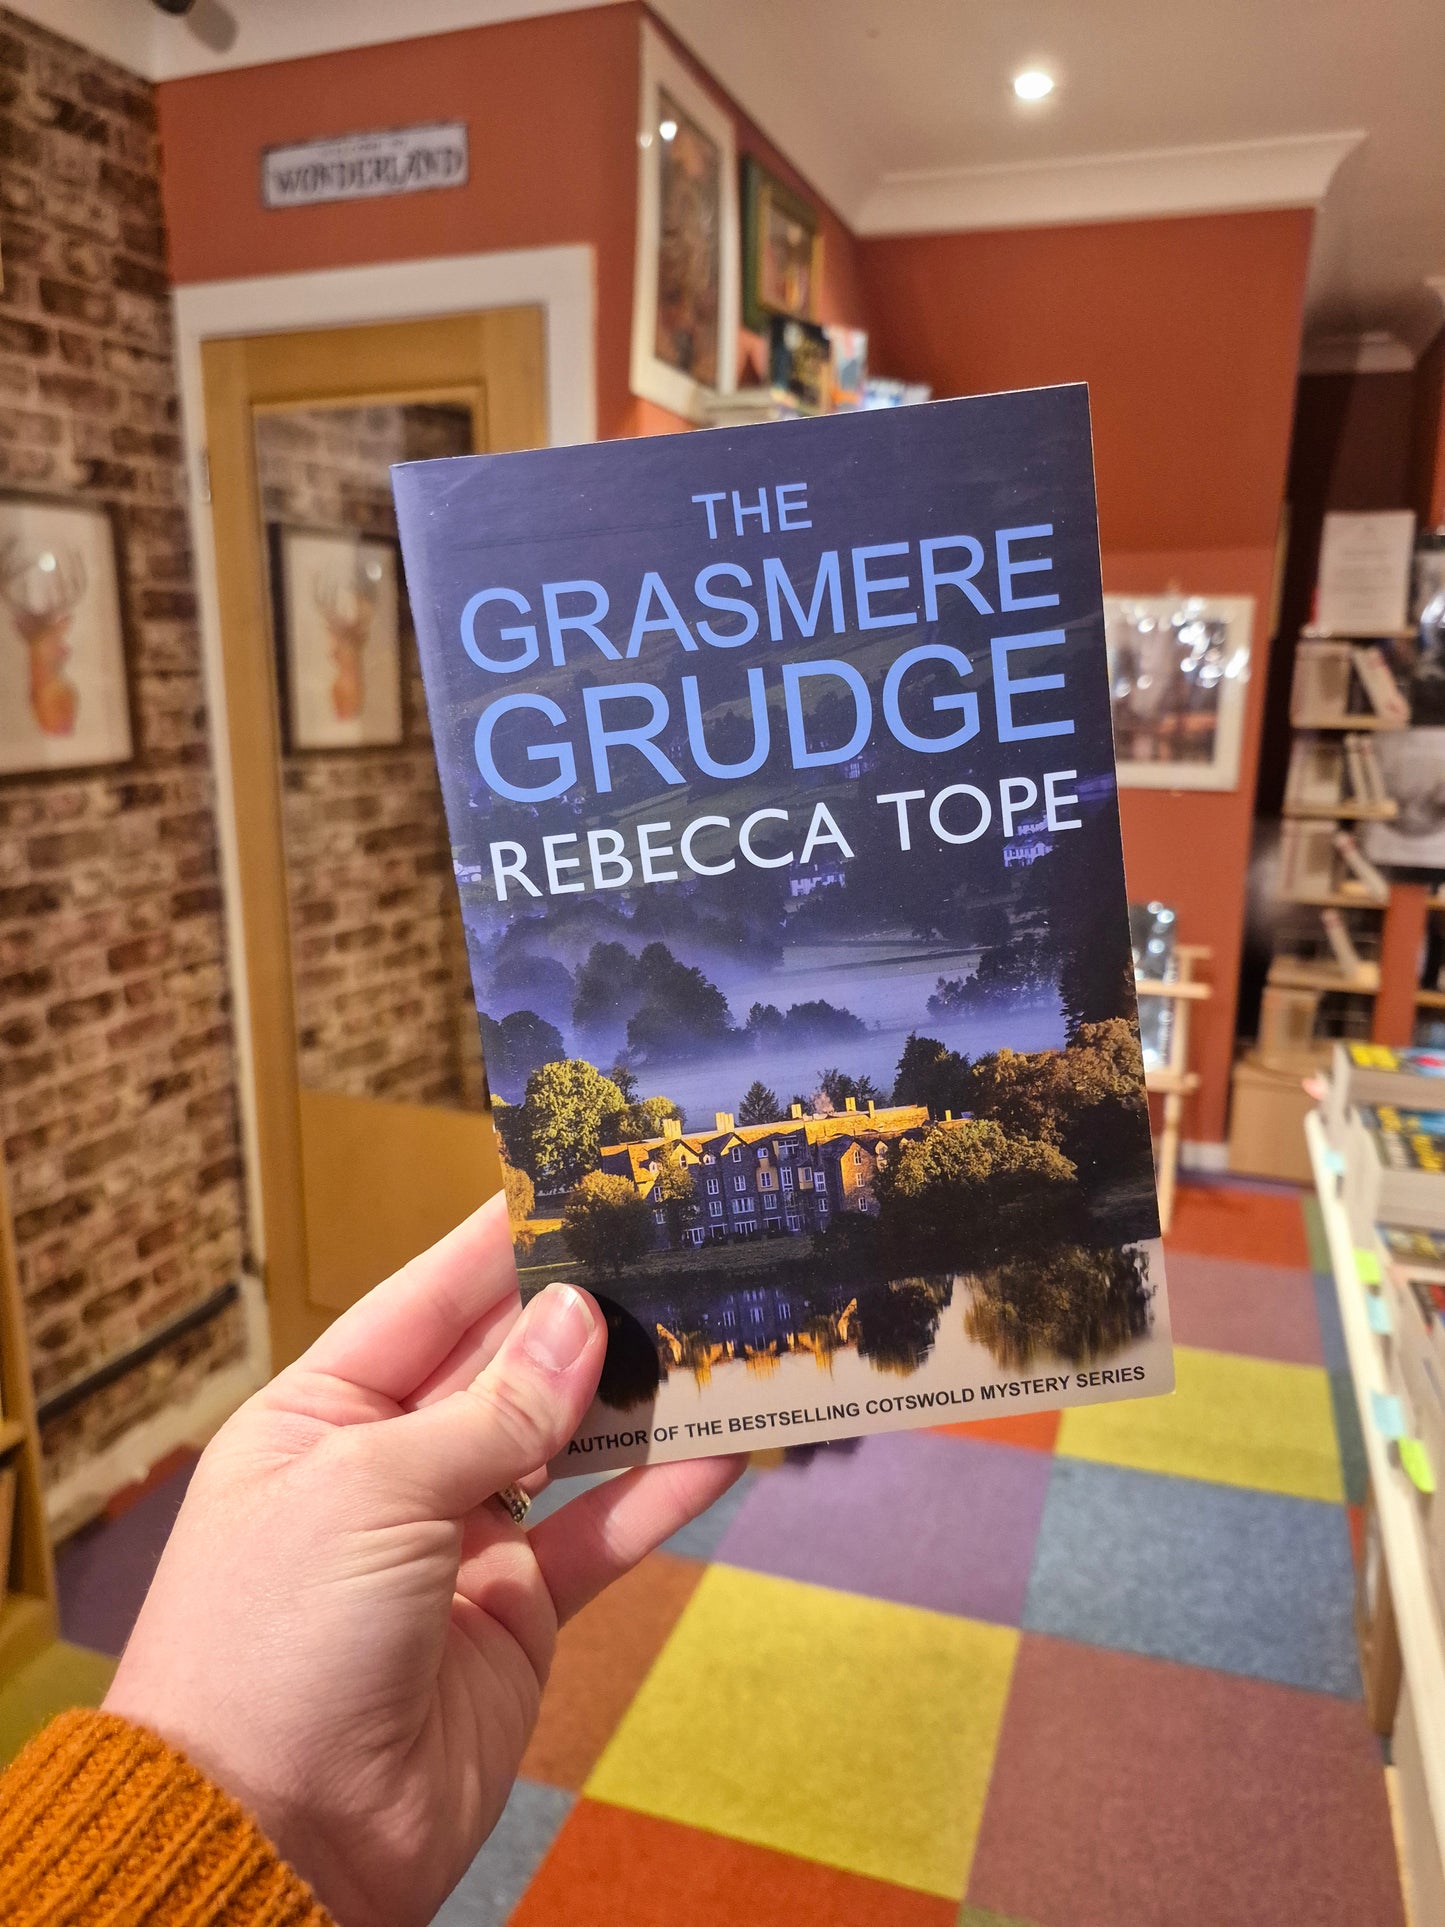 WONDERLAND
THE
GRASMERE
GRUDGE
REBECCA TOPE
AUTHOR OF THE BESTSELLING COTSWOLD MYSTERY SERIES